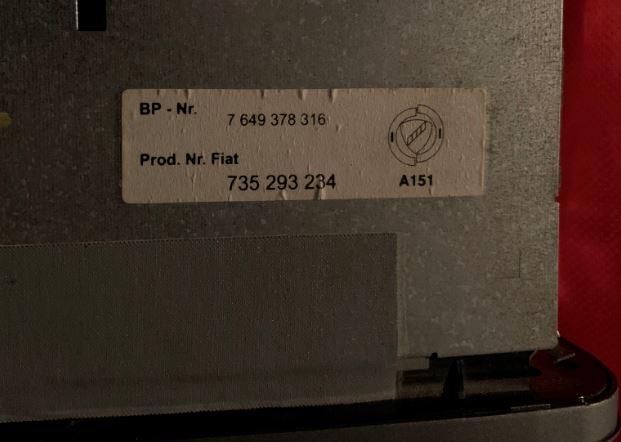 BP - Nr.
7 649 378 316
Prod. Nr. Fiat
735 293 234
A151